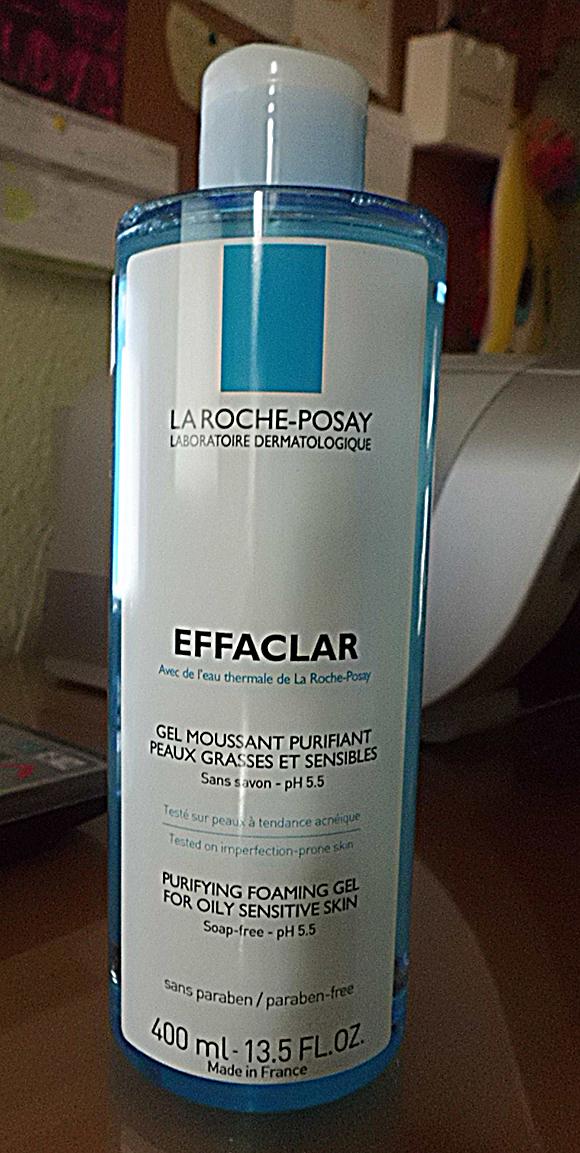 LA ROCHE-POSAY
LABORATOIRE DERMATOLOGIQUE
EFFACLAR
Avec de l'eau thermale de La Roche-Posay
GEL MOUSSANT PURIFIANT
PEAUX GRASSES ET SENSIBLES
Sans savon - pH 5.5
Testé sur peaux à tendance acnéique
Tested on imperfection-prone skin
PURIFYING FOAMING GEL
FOR OILY SENSITIVE SKIN
Soap-free - pH 5.5
sans paraben / paraben-free
400 ml - 13.5 FL.OZ.
Made in France